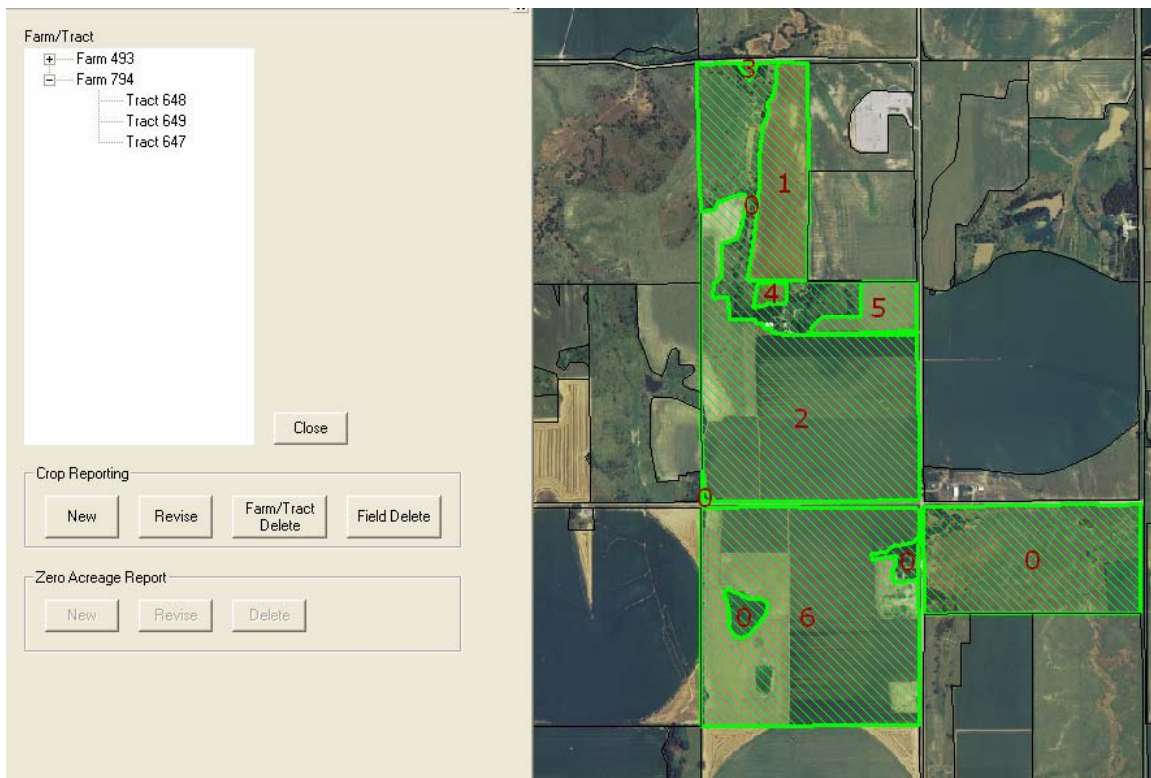 Farm/Tract
Farm 493
Farm 794
Tract 648
Tract 649
Tract 647
Close
Crop Reporting
New
Revise
Farm/Tract
Delete
Field Delete
Zero Acreage Report
New
Revise
Delete
3
1
0
4
5
2
0
0
0
0
6